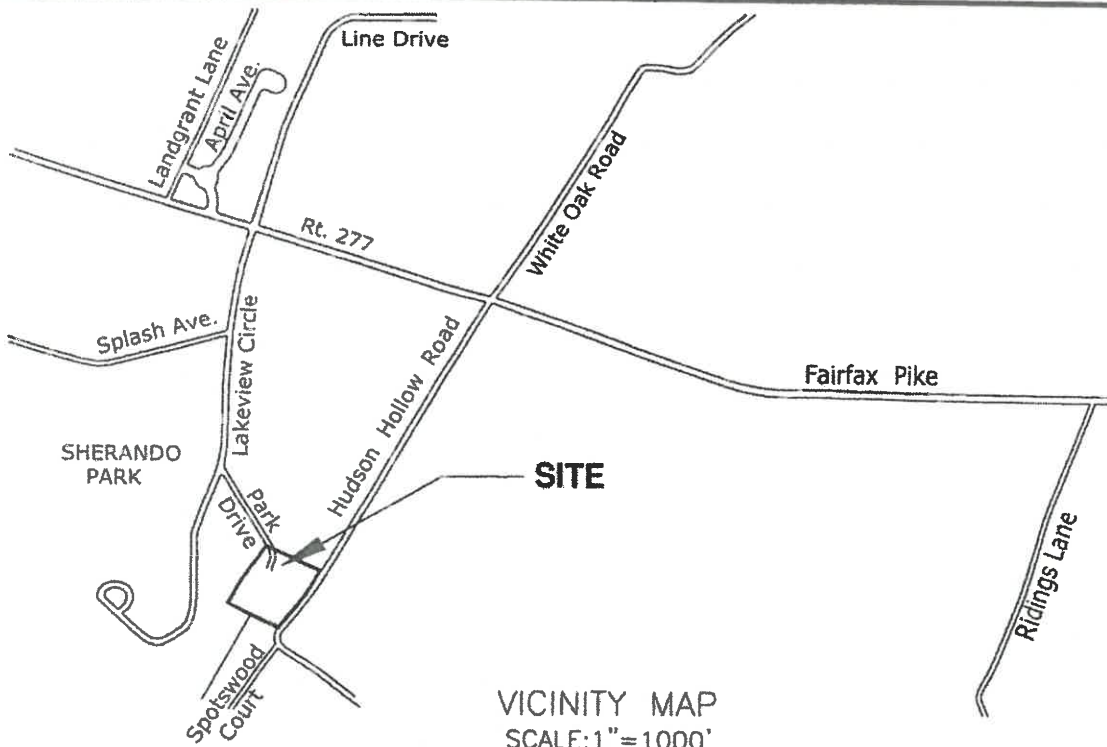 Line Drive
Landgrant Lane
April Ave.
White Oak Road
Rt. 277
Splash Ave.
Lakeview Circle
Hudson Hollow Road
Fairfax Pike
SHERANDO
PARK
SITE
Park
Drive
Ridings Lane
Spotswood
Court
VICINITY MAP
SCALE:1"=1000'